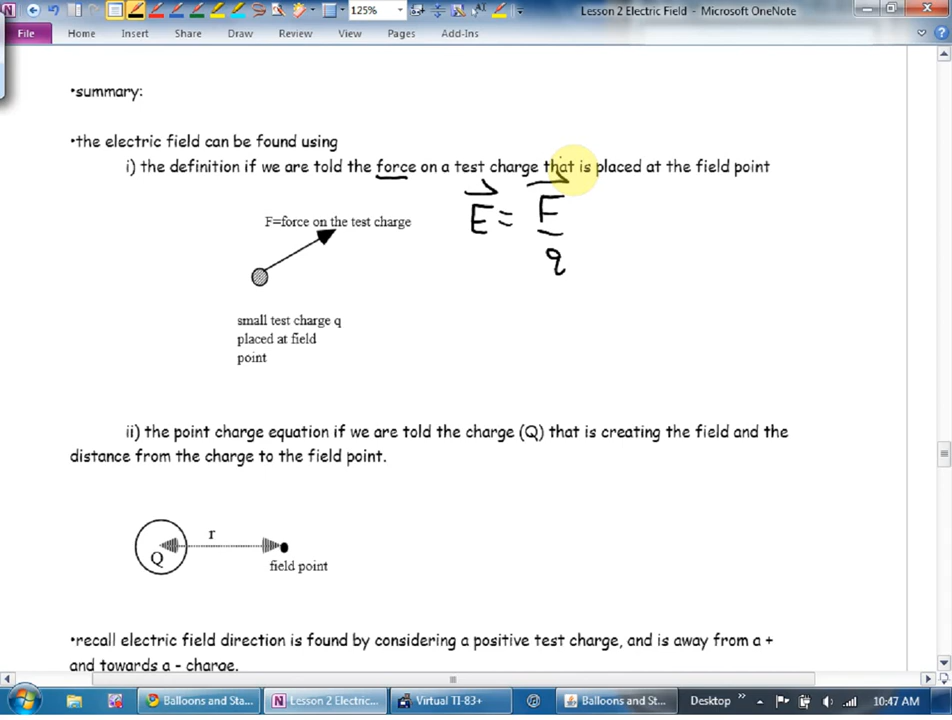 125%
Lesson 2 Electric Field - Microsoft OneNote
File Home Insert Share Draw Review View Pages Add-Ins
•summary:
•the electric field can be found using
i) the definition if we are told the force on a test charge that is placed at the field point
F=force on the test charge
E = F
q
small test charge q
placed at field
point
ii) the point charge equation if we are told the charge (Q) that is creating the field and the
distance from the charge to the field point.
r
Q
field point
•recall electric field direction is found by considering a positive test charge, and is away from a +
and towards a - charge.
Balloons and Sta... Lesson 2 Electric... Virtual TI-83+ Balloons and St... Desktop 10:47 AM